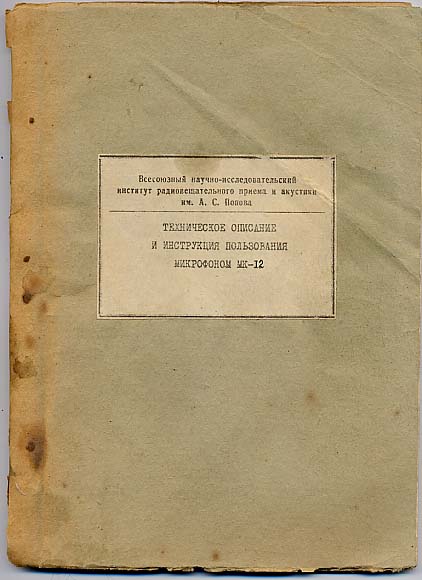 Всесоюзный научно-исследовательский
институт радиовещательного приема и акустики
им. А. С. Попова
ТЕХНИЧЕСКОЕ ОПИСАНИЕ
И ИНСТРУКЦИЯ ПОЛЬЗОВАНИЯ
МИКРОФОНОМ МК-12